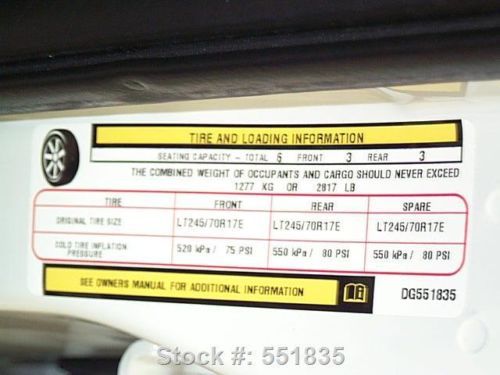 TIRE AND LOADING INFORMATION
SEATING CAPACITY - TOTAL 6 FRONT 3 REAR 3
THE COMBINED WEIGHT OF OCCUPANTS AND CARGO SHOULD NEVER EXCEED
1277 KG OR 2817 LB
TIRE FRONT REAR SPARE
ORIGINAL TIRE SIZE LT245/70R17E LT245/70R17E LT245/70R17E
COLD TIRE INFLATION PRESSURE 520 kPa / 75 PSI 550 kPa / 80 PSI 550 kPa / 80 PSI
SEE OWNERS MANUAL FOR ADDITIONAL INFORMATION
DG551835
Stock #: 551835